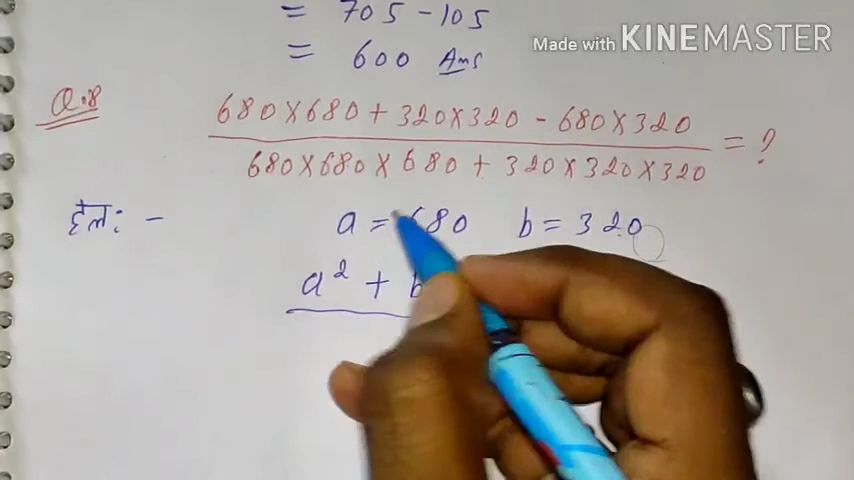 = 705 - 105
= 600 Ans
Made with KINEMASTER
Q.8
680×680 + 320×320 - 680×320
680×680×680 + 320×320×320
= ?
हल: -
a = 680 b = 320
a² + b